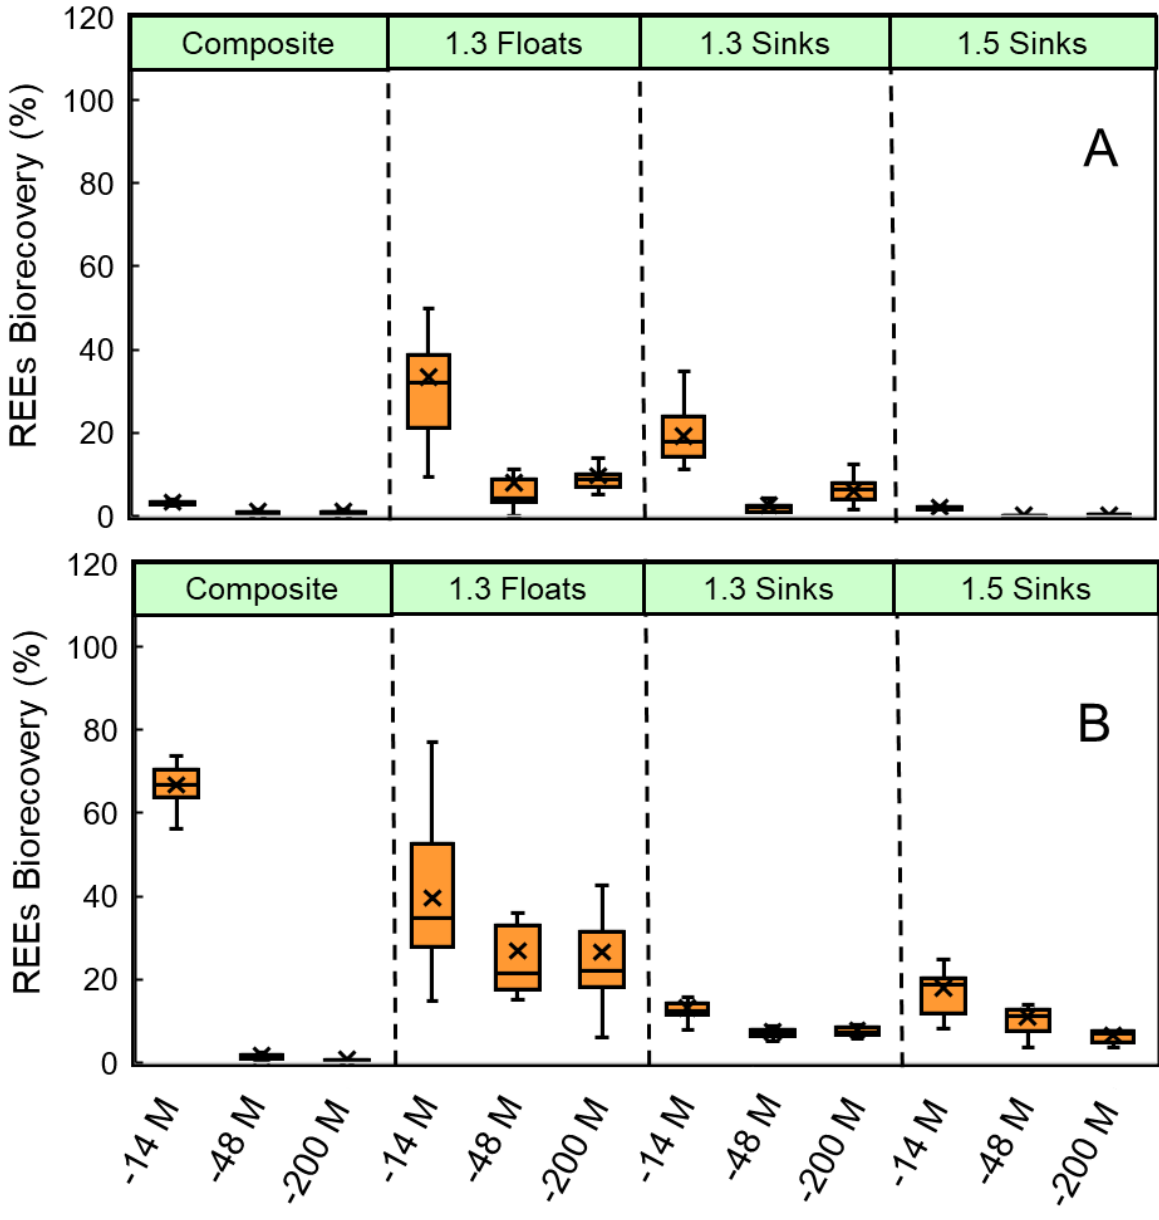 120
Composite 1.3 Floats 1.3 Sinks 1.5 Sinks
100
A
80
60
40
20
0
REEs Biorecovery (%)
120
Composite 1.3 Floats 1.3 Sinks 1.5 Sinks
100
80
B
60
40
20
0
REEs Biorecovery (%)
-14 M -48 M -200 M -14 M -48 M -200 M -14 M -48 M -200 M -14 M -48 M -200 M